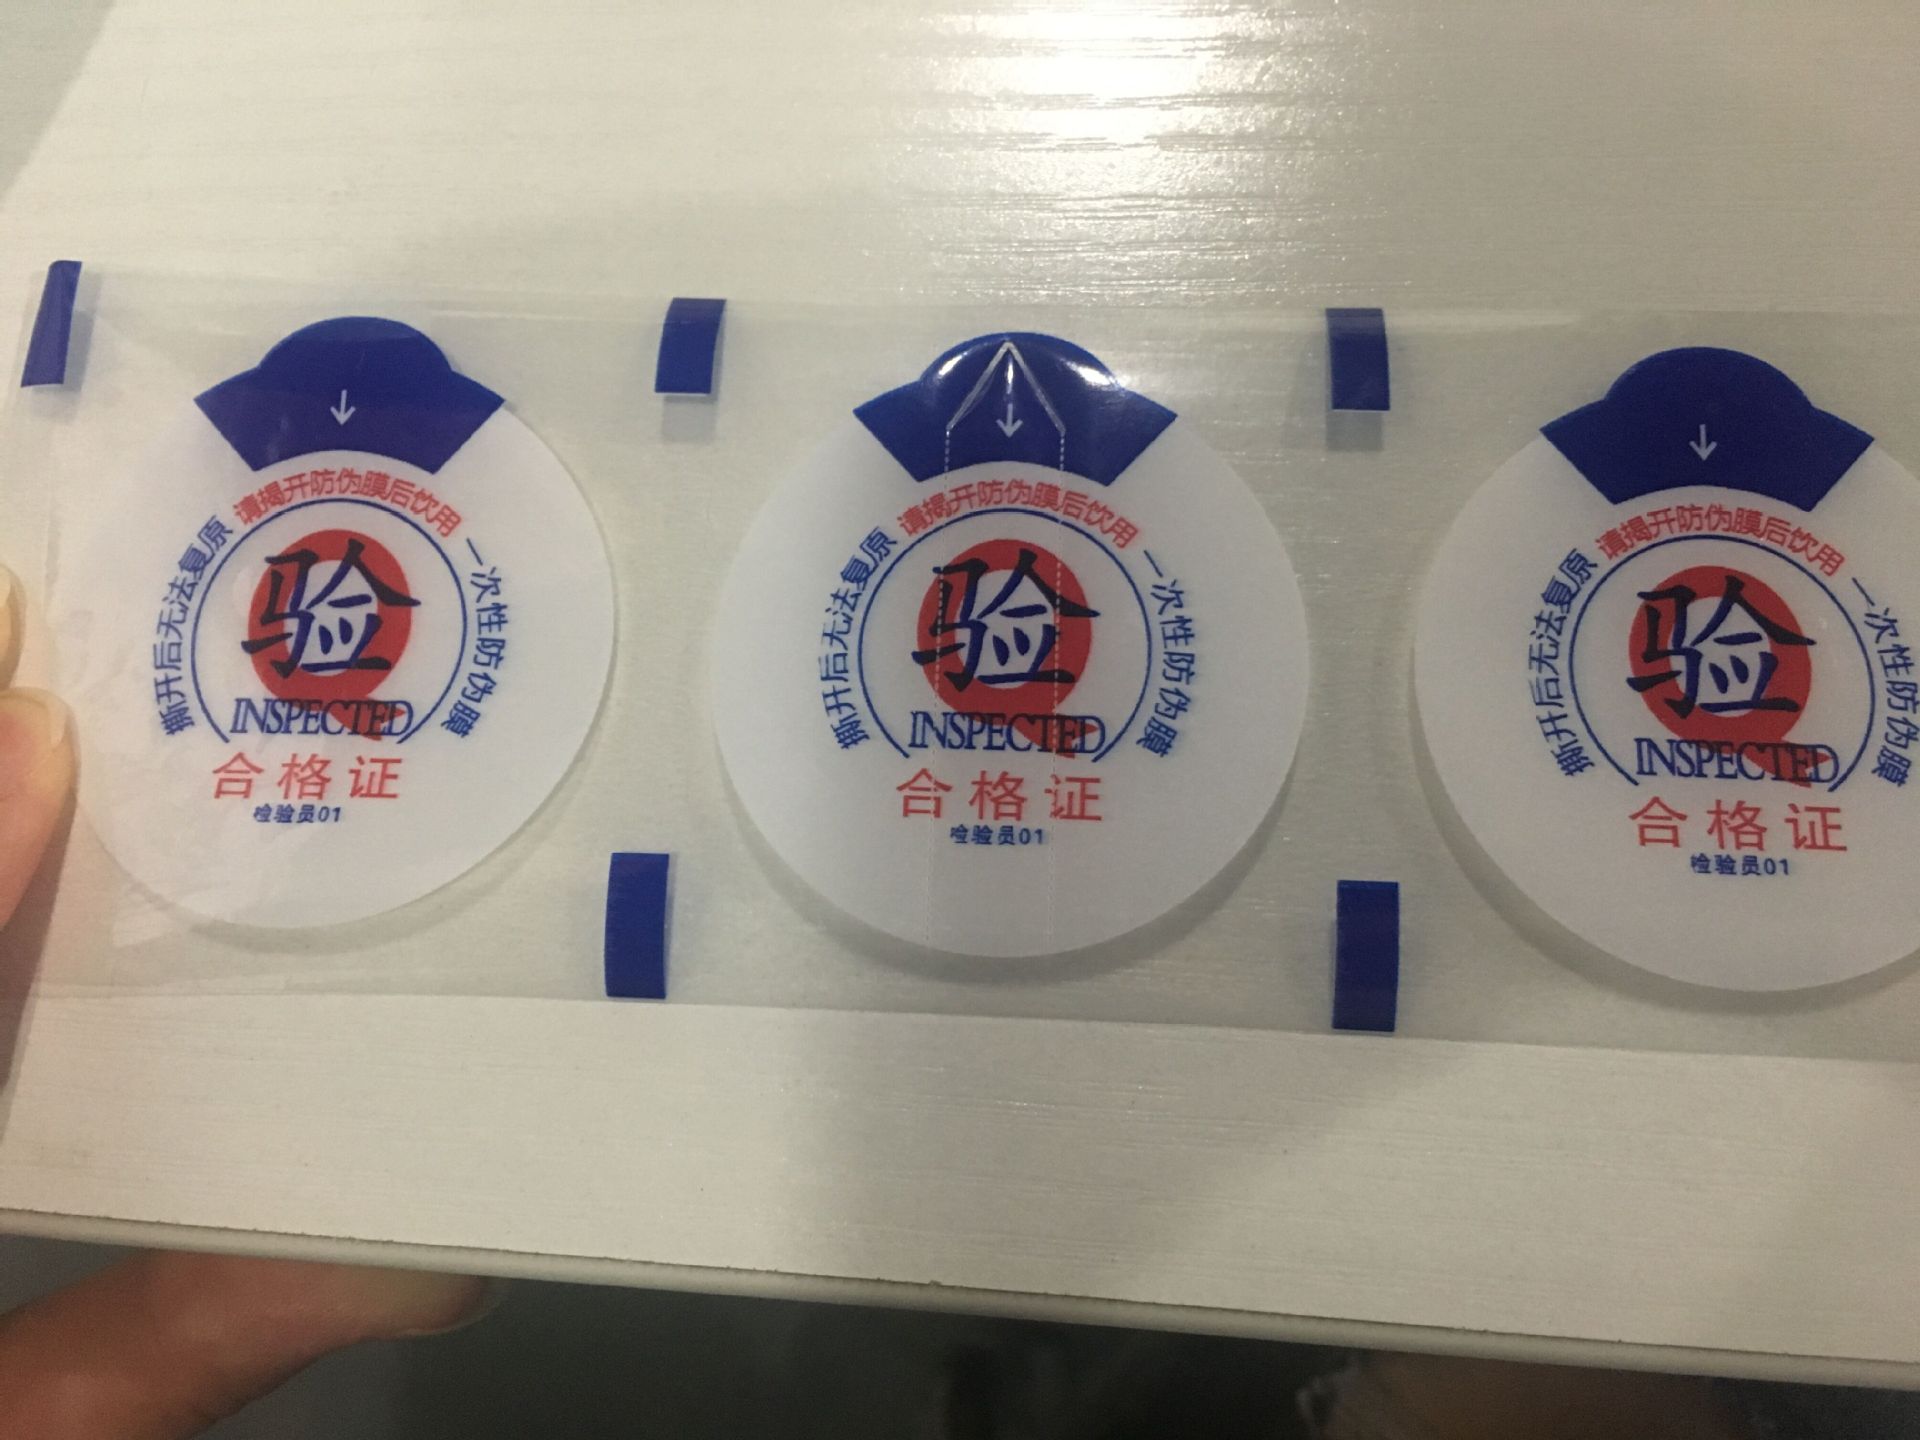 请揭开防伪膜后饮用
撕开后无法复原
一次性防伪膜
验
INSPECTED
合格证
检验员01
请揭开防伪膜后饮用
撕开后无法复原
一次性防伪膜
验
INSPECTED
合格证
检验员01
请揭开防伪膜后饮用
撕开后无法复原
一次性防伪膜
验
INSPECTED
合格证
检验员01